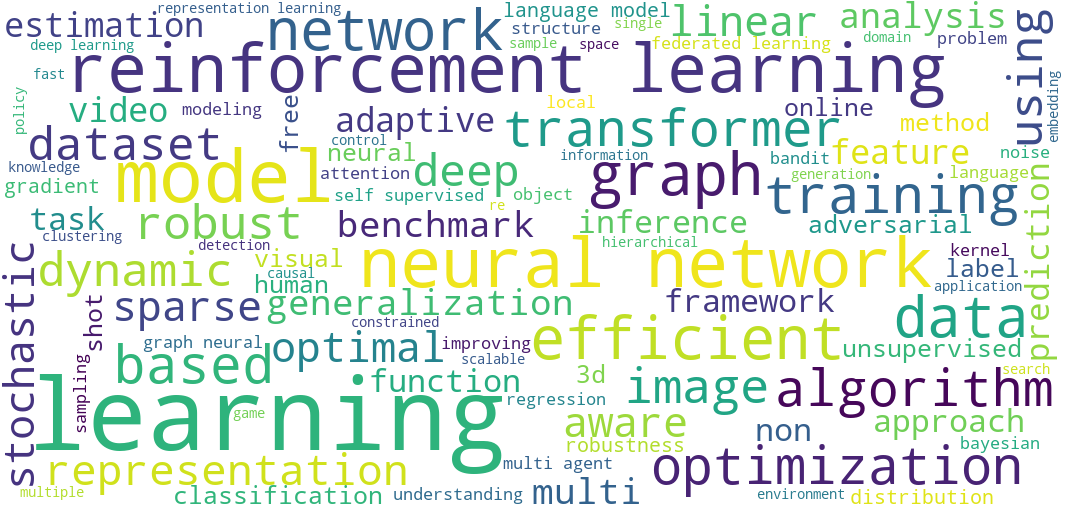 representation learning
language model
estimation
network
linear
analysis
using
structure
single
deep learning
sample
space
federated learning
domain
problem
reinforcement learning
fast
embedding
policy
video
modeling
free
local
online
adaptive
transformer
method
dataset
control
neural
deep
information
graph
bandit
feature
noise
knowledge
model
attention
generation
language
training
gradient
self supervised
object
re
task
robust
benchmark
inference
adversarial
prediction
clustering
detection
hierarchical
stochastic
dynamic
visual
causal
human
neural network
kernel
label
application
sparse
generalization
framework
data
shot
constrained
efficient
graph neural
optimal
improving
scalable
unsupervised
sampling
based
function
3d
image
algorithm
search
learning
game
regression
aware
non
approach
robustness
bayesian
representation
multi agent
optimization
multiple
classification
understanding
multi
environment
distribution